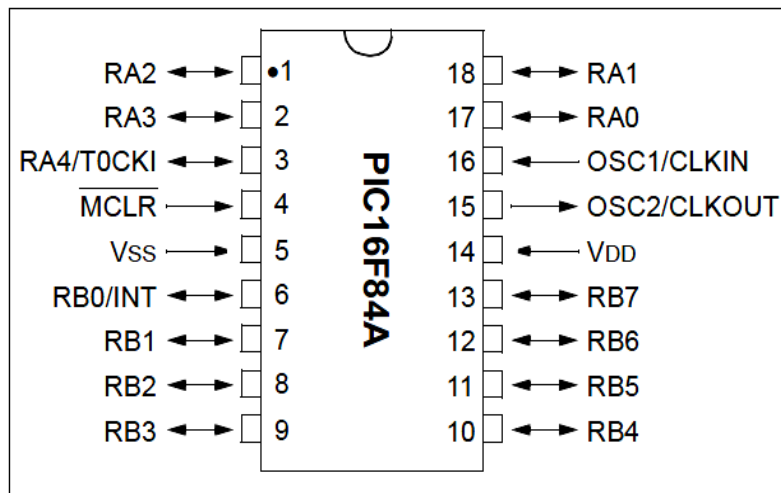 RA2 •1 18 RA1
RA3 2 17 RA0
RA4/T0CKI 3 16 OSC1/CLKIN
MCLR 4 15 OSC2/CLKOUT
VSS 5 14 VDD
RB0/INT 6 13 RB7
RB1 7 12 RB6
RB2 8 11 RB5
RB3 9 10 RB4
PIC16F84A